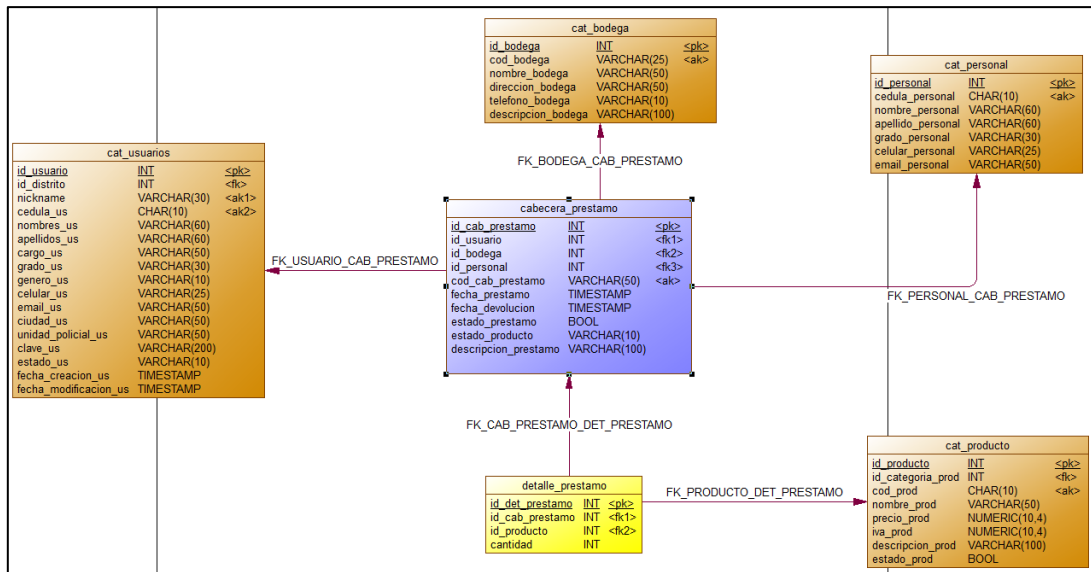 cat_bodega
id_bodega INT <pk>
cod_bodega VARCHAR(25) <ak>
nombre_bodega VARCHAR(50)
direccion_bodega VARCHAR(50)
telefono_bodega VARCHAR(10)
descripcion_bodega VARCHAR(100)
cat_personal
id_personal INT <pk>
cedula_personal CHAR(10) <ak>
nombre_personal VARCHAR(60)
apellido_personal VARCHAR(60)
grado_personal VARCHAR(30)
celular_personal VARCHAR(25)
email_personal VARCHAR(50)
FK_BODEGA_CAB_PRESTAMO
cat_usuarios
id_usuario INT <pk>
id_distrito INT <fk>
nickname VARCHAR(30) <ak1>
cedula_us CHAR(10) <ak2>
nombres_us VARCHAR(60)
apellidos_us VARCHAR(60)
cargo_us VARCHAR(50)
grado_us VARCHAR(30)
genero_us VARCHAR(10)
celular_us VARCHAR(25)
email_us VARCHAR(50)
ciudad_us VARCHAR(50)
unidad_policial_us VARCHAR(50)
clave_us VARCHAR(200)
estado_us VARCHAR(10)
fecha_creacion_us TIMESTAMP
fecha_modificacion_us TIMESTAMP
FK_USUARIO_CAB_PRESTAMO
cabecera_prestamo
id_cab_prestamo INT <pk>
id_usuario INT <fk1>
id_bodega INT <fk2>
id_personal INT <fk3>
cod_cab_prestamo VARCHAR(50) <ak>
fecha_prestamo TIMESTAMP
fecha_devolucion TIMESTAMP
estado_prestamo BOOL
estado_producto VARCHAR(10)
descripcion_prestamo VARCHAR(100)
FK_PERSONAL_CAB_PRESTAMO
FK_CAB_PRESTAMO_DET_PRESTAMO
detalle_prestamo
id_det_prestamo INT <pk>
id_cab_prestamo INT <fk1>
id_producto INT <fk2>
cantidad INT
FK_PRODUCTO_DET_PRESTAMO
cat_producto
id_producto INT <pk>
id_categoria_prod INT <fk>
cod_prod CHAR(10) <ak>
nombre_prod VARCHAR(50)
precio_prod NUMERIC(10,4)
iva_prod NUMERIC(10,4)
descripcion_prod VARCHAR(100)
estado_prod BOOL